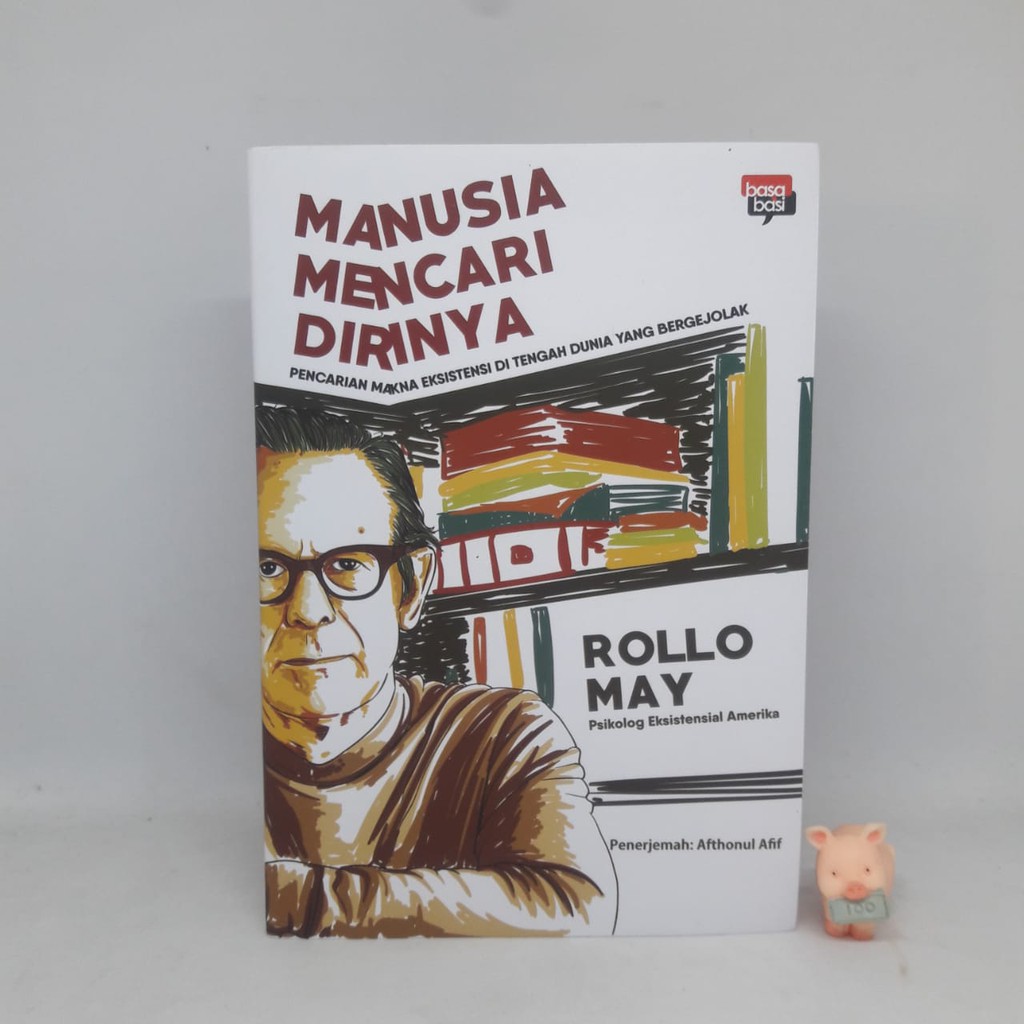 MANUSIA
MENCARI
DIRINYA
PENCARIAN MAKNA EKSISTENSI DI TENGAH DUNIA YANG BERGEJOLAK
basa
basi
ROLLO
MAY
Psikolog Eksistensial Amerika
Penerjemah: Afthonul Afif
100